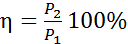 η = P₂/P₁ 100%